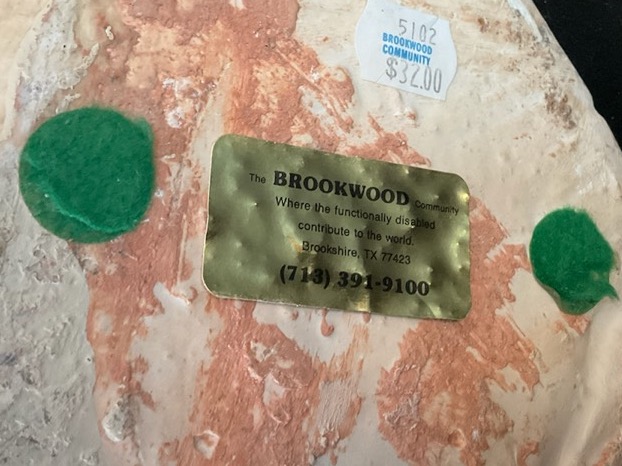 5102
BROOKWOOD
COMMUNITY
$32.00
The BROOKWOOD Community
Where the functionally disabled
contribute to the world.
Brookshire, TX 77423
(713) 391-9100